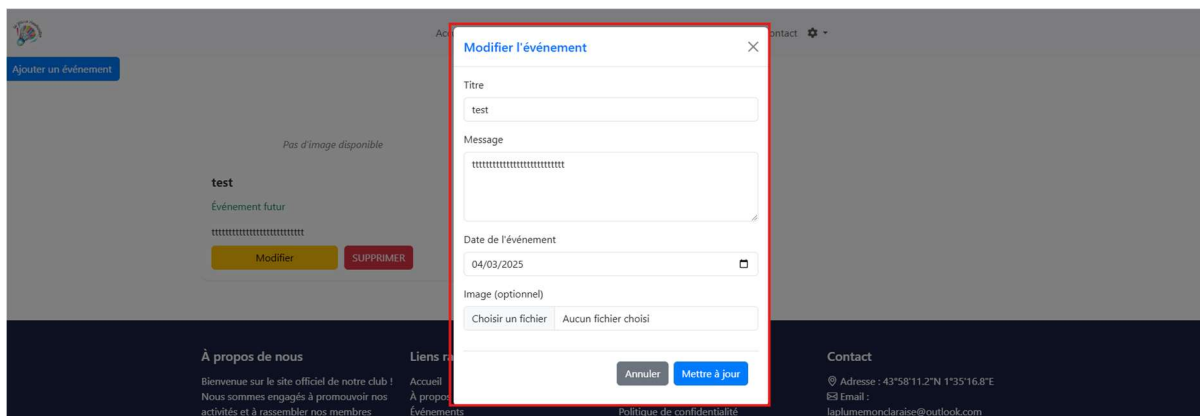 Accu
ontact
Ajouter un événement
Pas d'image disponible
test
Événement futur
tttttttttttttttttttttttttt
Modifier
SUPPRIMER
Modifier l'événement
Titre
test
Message
tttttttttttttttttttttttttt
Date de l'événement
04/03/2025
Image (optionnel)
Choisir un fichier Aucun fichier choisi
Annuler Mettre à jour
À propos de nous
Bienvenue sur le site officiel de notre club !
Nous sommes engagés à promouvoir nos
activités et à rassembler nos membres
Liens ra
Accueil
À propos
Événements
Politique de confidentialité
Contact
Adresse : 43°58'11.2"N 1°35'16.8"E
Email :
laplumemonclaraise@outlook.com